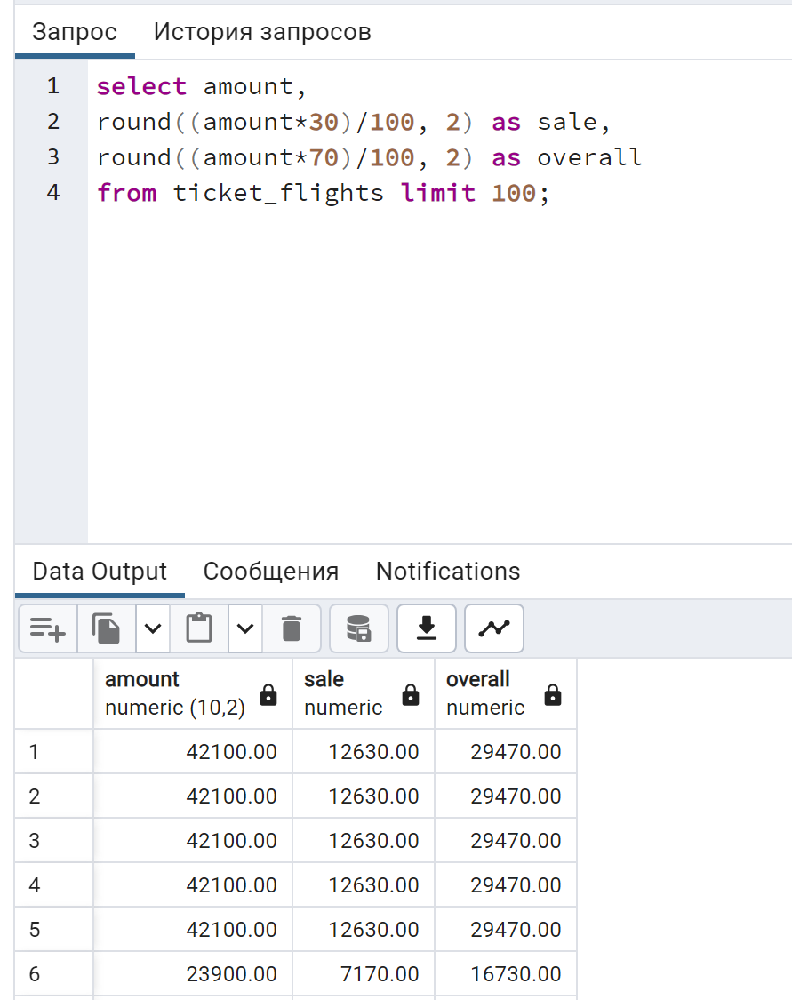 Запрос История запросов
1 select amount,
2 round((amount*30)/100, 2) as sale,
3 round((amount*70)/100, 2) as overall
4 from ticket_flights limit 100;
Data Output Сообщения Notifications
amount sale overall
numeric (10,2) numeric numeric
1 42100.00 12630.00 29470.00
2 42100.00 12630.00 29470.00
3 42100.00 12630.00 29470.00
4 42100.00 12630.00 29470.00
5 42100.00 12630.00 29470.00
6 23900.00 7170.00 16730.00